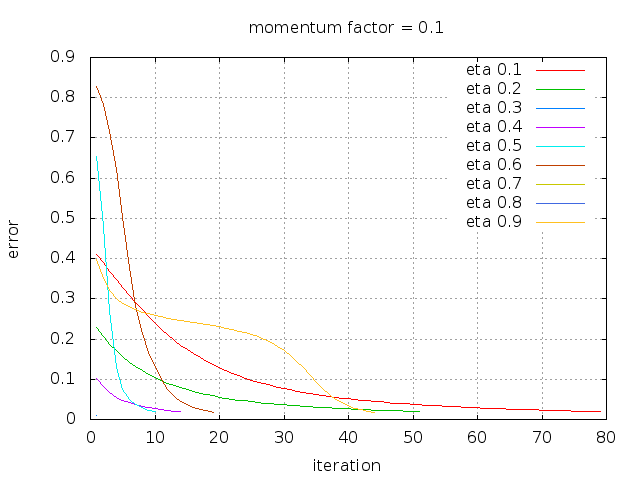 momentum factor = 0.1
0.9
0.8
0.7
0.6
0.5
0.4
0.3
0.2
0.1
0
error
eta 0.1
eta 0.2
eta 0.3
eta 0.4
eta 0.5
eta 0.6
eta 0.7
eta 0.8
eta 0.9
0 10 20 30 40 50 60 70 80
iteration